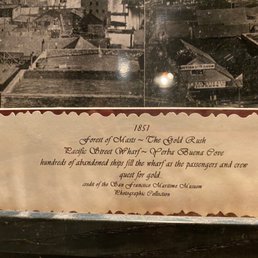 1851
Forest of Masts ~ The Gold Rush
Pacific Street Wharf ~ Yerba Buena Cove
hundreds of abandoned ships fill the wharf as the passengers and crew
quest for gold.
credit of the San Francisco Maritime Museum
Photographic Collection